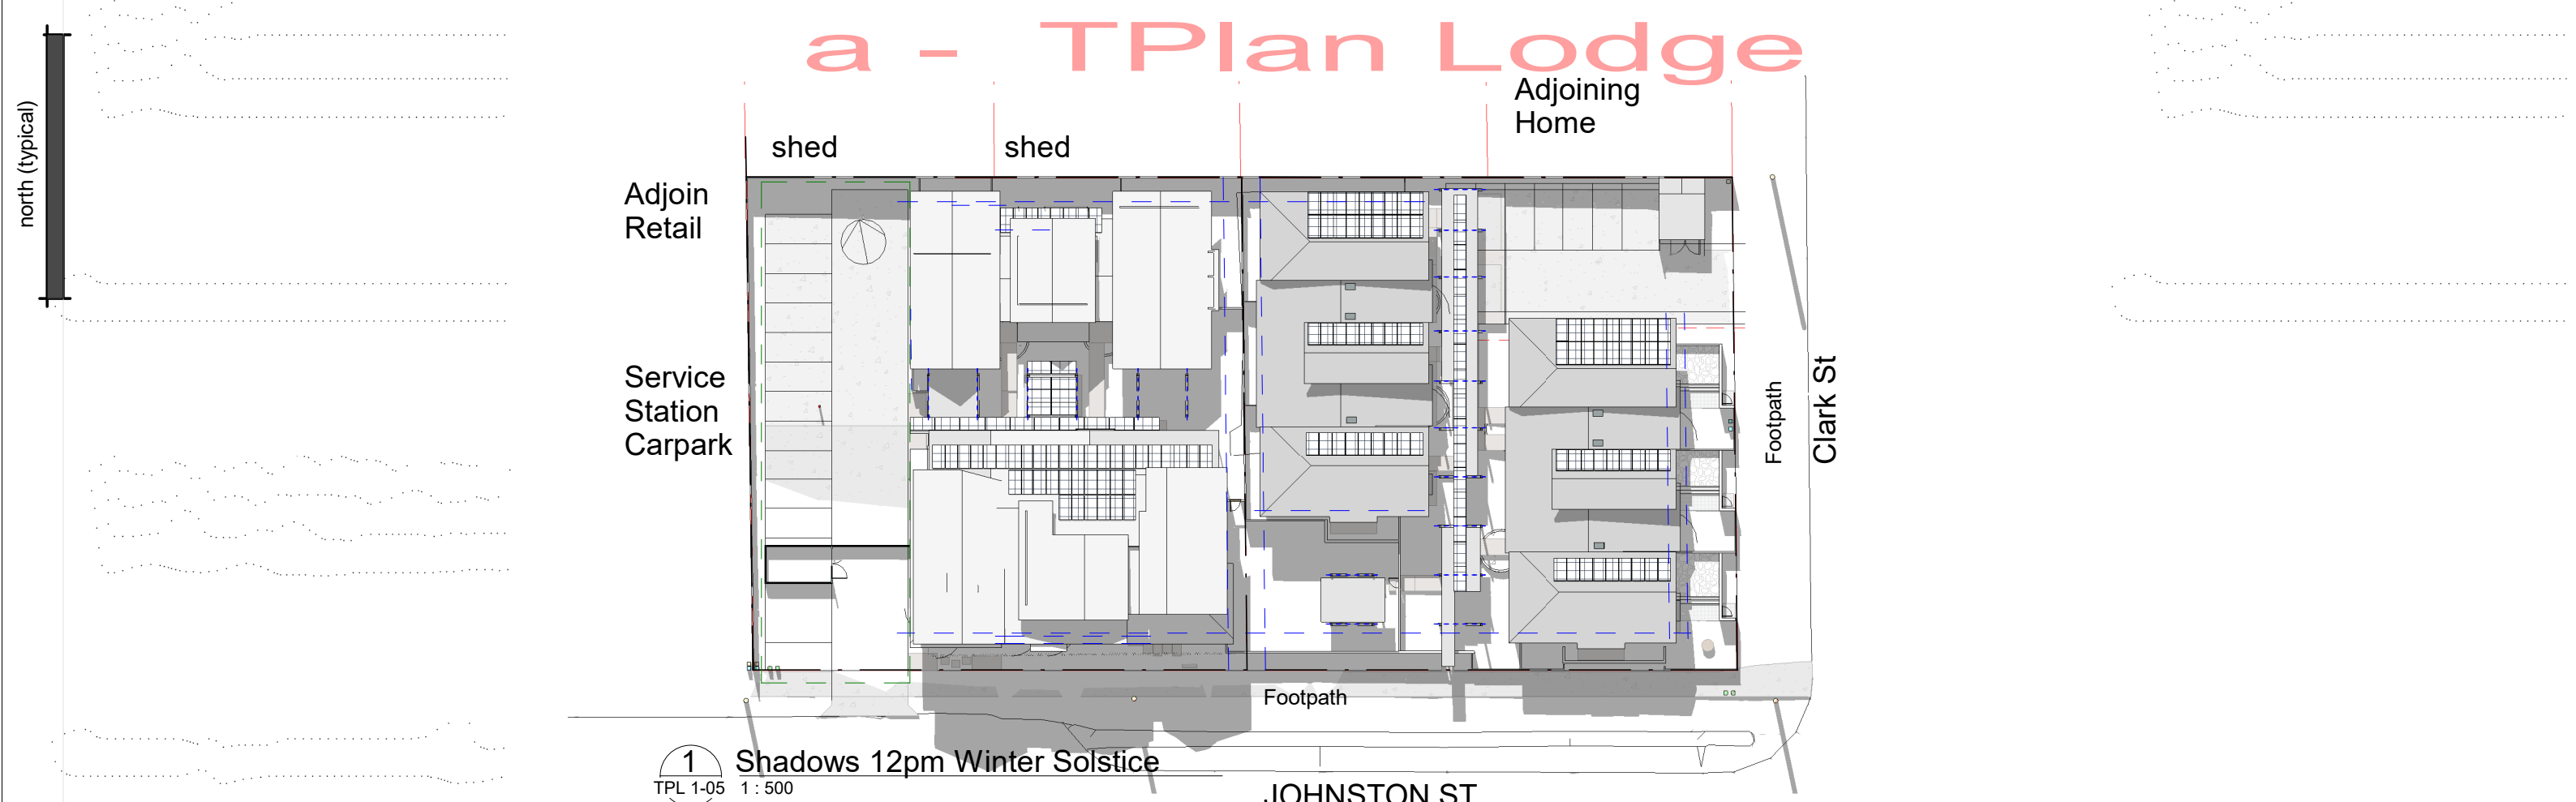 a - TPlan Lodge
north (typical)
Adjoining
Home
shed
shed
Adjoin
Retail
Service
Station
Carpark
Footpath
Clark St
Footpath
1
Shadows 12pm Winter Solstice
TPL 1-05
1 : 500
JOHNSTON ST